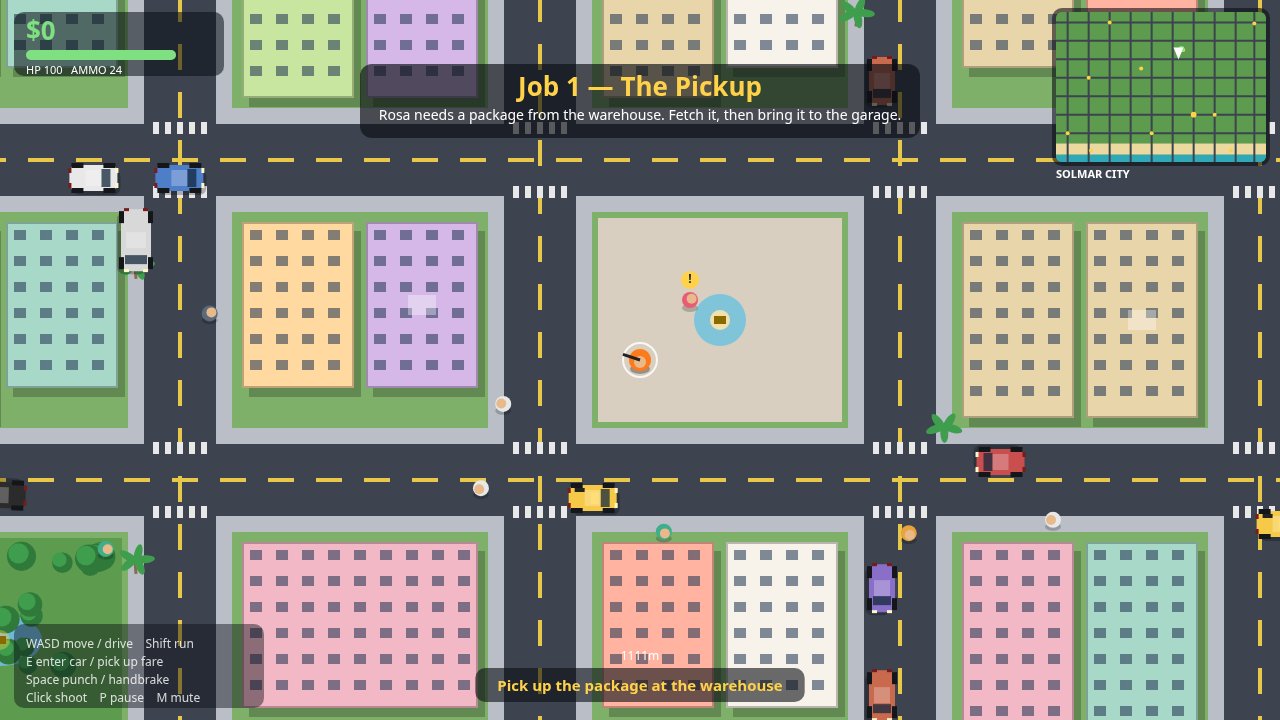 $0
HP 100 AMMO 24
Job 1 — The Pickup
Rosa needs a package from the warehouse. Fetch it, then bring it to the garage.
SOLMAR CITY
!
1111m
Pick up the package at the warehouse
WASD move / drive Shift run
E enter car / pick up fare
Space punch / handbrake
Click shoot P pause M mute